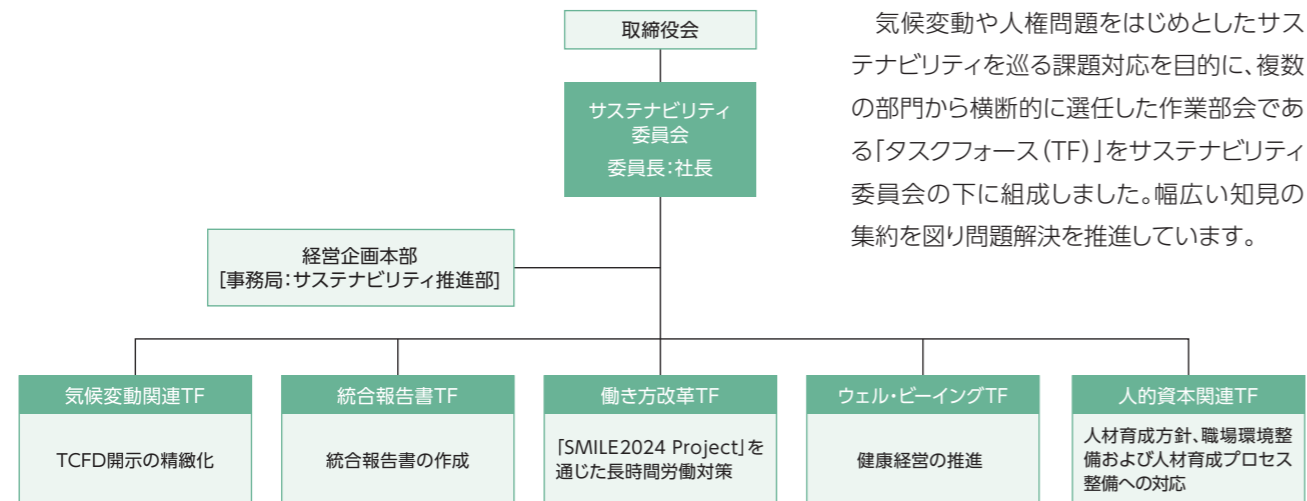 取締役会
サステナビリティ
委員会
委員長：社長
気候変動や人権問題をはじめとしたサス
テナビリティを巡る課題対応を目的に、複数
の部門から横断的に選任した作業部会であ
る「タスクフォース（TF）」をサステナビリティ
委員会の下に組成しました。幅広い知見の
集約を図り問題解決を推進しています。
経営企画本部
［事務局：サステナビリティ推進部］
気候変動関連TF
TCFD開示の精緻化
統合報告書TF
統合報告書の作成
働き方改革TF
「SMILE2024 Project」を
通じた長時間労働対策
ウェル・ビーイングTF
健康経営の推進
人的資本関連TF
人材育成方針、職場環境整
備および人材育成プロセス
整備への対応